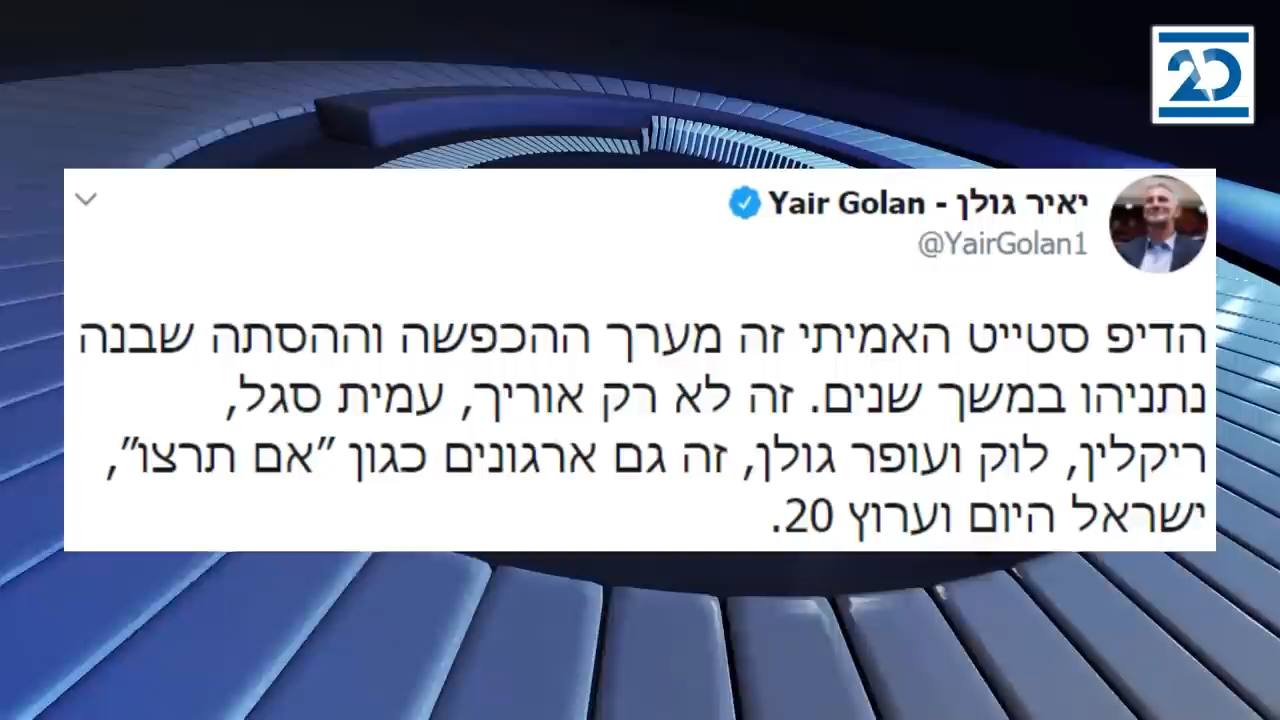 20
יאיר גולן - Yair Golan
@YairGolan1
הדיפ סטייט האמיתי זה מערך ההכפשה וההסתה שבנה
נתניהו במשך שנים. זה לא רק אוריך, עמית סגל,
ריקלין, לוק ועופר גולן, זה גם ארגונים כגון "אם תרצו",
ישראל היום וערוץ 20.